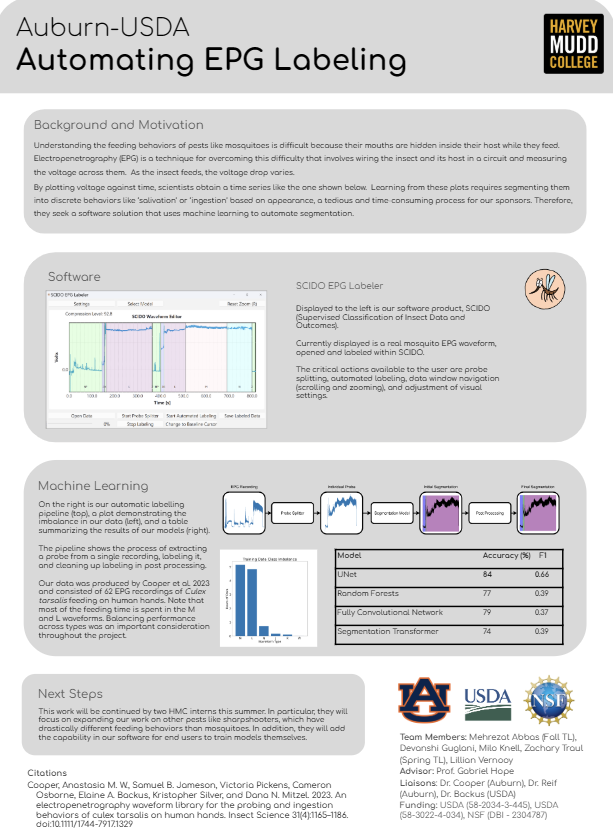 Auburn-USDA
Automating EPG Labeling
HARVEY
MUDD
COLLEGE
Background and Motivation
Understanding the feeding behaviors of pests like mosquitoes is difficult because their mouths are hidden inside their host while they feed.
Electropenetrography (EPG) is a technique for overcoming this difficulty that involves wiring the insect and its host in a circuit and measuring
the voltage across them. As the insect feeds, the voltage drop varies.
By plotting voltage against time, scientists obtain a time series like the one shown below. Learning from these plots requires segmenting them
into discrete behaviors like 'salivation' or 'ingestion' based on appearance, a tedious and time-consuming process for our sponsors. Therefore,
they seek a software solution that uses machine learning to automate segmentation.
Software
SCIDO EPG Labeler
Settings
Select Model
Reset Zoom (R)
Compression Level: 92.8
SCIDO Waveform Editor
Volts
0.0
0.0 100.0 200.0 300.0 400.0 500.0 600.0 700.0 800.0
Time [s]
Open Data
Start Probe Splitter
Start Automated Labeling
Save Labeled Data
0%
Stop Labeling
Change to Baseline Cursor
SCIDO EPG Labeler
Displayed to the left is our software product, SCIDO
(Supervised Classification of Insect Data and
Outcomes).
Currently displayed is a real mosquito EPG waveform,
opened and labeled within SCIDO.
The critical actions available to the user are probe
splitting, automated labeling, data window navigation
(scrolling and zooming), and adjustment of visual
settings.
Machine Learning
On the right is our automatic labelling
pipeline (top), a plot demonstrating the
imbalance in our data (left), and a table
summarizing the results of our models (right).
The pipeline shows the process of extracting
a probe from a single recording, labeling it,
and cleaning up labeling in post processing.
Our data was produced by Cooper et al. 2023
and consisted of 62 EPG recordings of Culex
tarsalis feeding on human hands. Note that
most of the feeding time is spent in the M
and L waveforms. Balancing performance
across types was an important consideration
throughout the project.
EPG Recording
Probe Splitter
Individual Probe
Segmentation Model
Initial Segmentation
Post Processing
Final Segmentation
Training Data Class Imbalance
Model Accuracy (%) F1
UNet 84 0.66
Random Forests 77 0.39
Fully Convolutional Network 79 0.37
Segmentation Transformer 74 0.39
Next Steps
This work will be continued by two HMC interns this summer. In particular, they will
focus on expanding our work on other pests like sharpshooters, which have
drastically different feeding behaviors than mosquitoes. In addition, they will add
the capability in our software for end users to train models themselves.
AU
USDA
NSF
Team Members: Mehrezat Abbas (Fall TL),
Devanshi Guglani, Milo Knell, Zachary Traul
(Spring TL), Lillian Vernooy
Advisor: Prof. Gabriel Hope
Liaisons: Dr. Cooper (Auburn), Dr. Reif
(Auburn), Dr. Backus (USDA)
Funding: USDA (58-2034-3-445), USDA
(58-3022-4-034), NSF (DBI - 2304787)
Citations
Cooper, Anastasia M. W., Samuel B. Jameson, Victoria Pickens, Cameron
Osborne, Elaine A. Backus, Kristopher Silver, and Dana N. Mitzel. 2023. An
electropenetrography waveform library for the probing and ingestion
behaviors of culex tarsalis on human hands. Insect Science 31(4):1165-1186.
doi:10.1111/1744-7917.1329